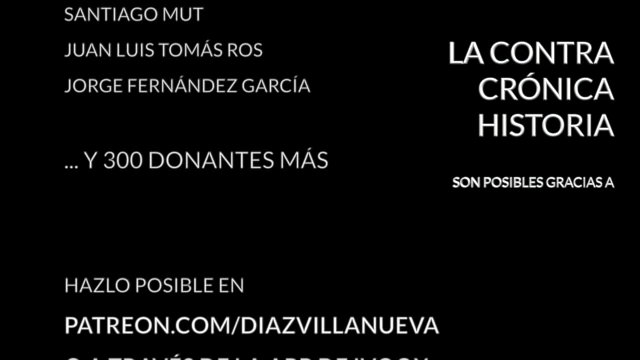 SANTIAGO MUT
JUAN LUIS TOMÁS ROS
JORGE FERNÁNDEZ GARCÍA
... Y 300 DONANTES MÁS
HAZLO POSIBLE EN
PATREON.COM/DIAZVILLANUEVA
LA CONTRA
CRÓNICA
HISTORIA
SON POSIBLES GRACIAS A